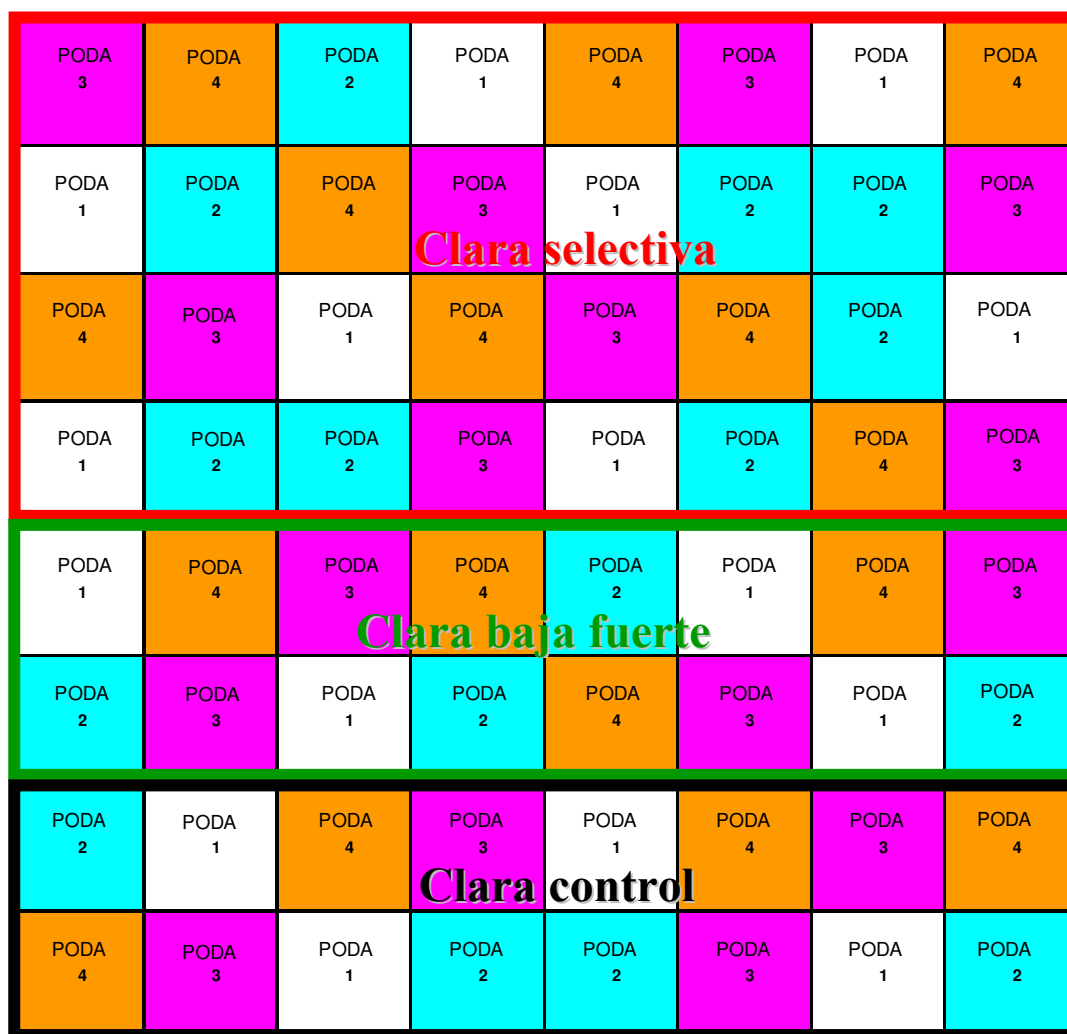 PODA PODA PODA PODA PODA PODA PODA PODA
3 4 2 1 4 3 1 4
PODA PODA PODA PODA PODA PODA PODA PODA
1 2 4 3 1 2 2 3
Clara selectiva
PODA PODA PODA PODA PODA PODA PODA PODA
4 3 1 4 3 4 2 1
PODA PODA PODA PODA PODA PODA PODA PODA
1 2 2 3 1 2 4 3
PODA PODA PODA PODA PODA PODA PODA PODA
1 4 3 4 2 1 4 3
Clara baja fuerte
PODA PODA PODA PODA PODA PODA PODA PODA
2 3 1 2 4 3 1 2
PODA PODA PODA PODA PODA PODA PODA PODA
2 1 4 3 1 4 3 4
Clara control
PODA PODA PODA PODA PODA PODA PODA PODA
4 3 1 2 2 3 1 2